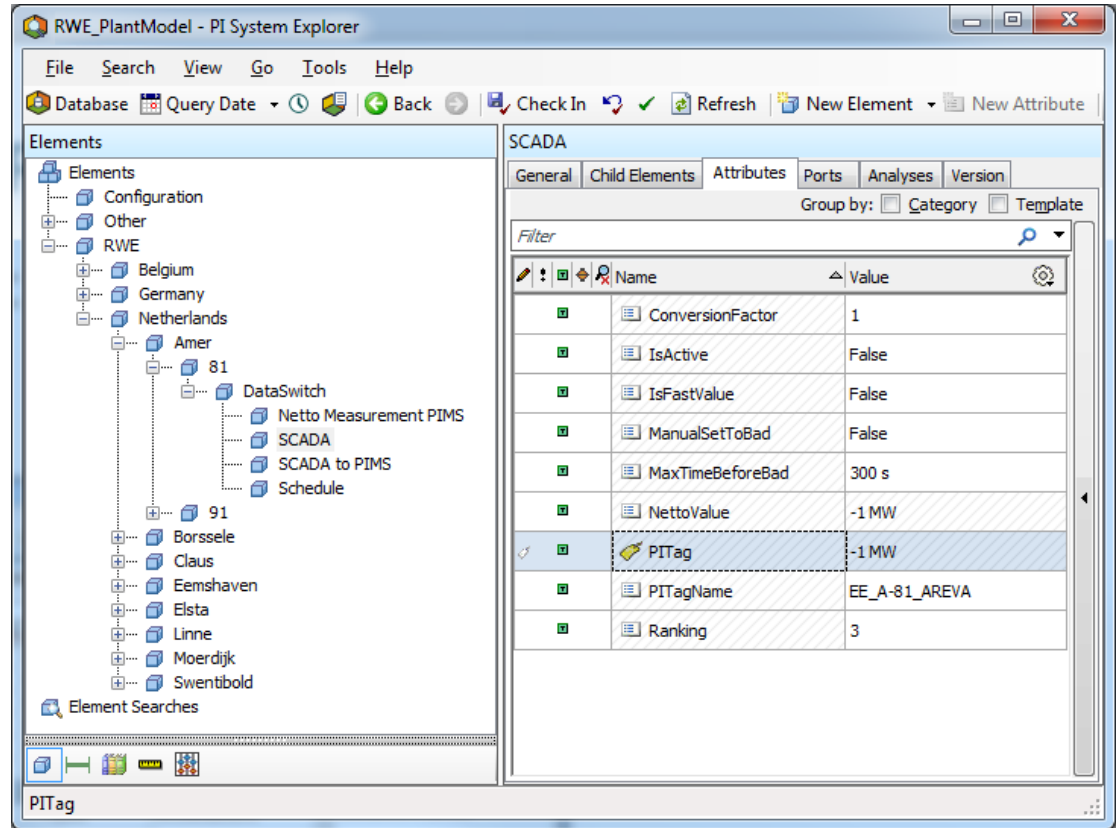 RWE_PlantModel - PI System Explorer
File Search View Go Tools Help
Database Query Date Back Check In Refresh New Element New Attribute
Elements
Elements
Configuration
Other
RWE
Belgium
Germany
Netherlands
Amer
81
DataSwitch
Netto Measurement PIMS
SCADA
SCADA to PIMS
Schedule
91
Borssele
Claus
Eemshaven
Elsta
Linne
Moerdijk
Swentibold
Element Searches
SCADA
General Child Elements Attributes Ports Analyses Version
Group by: Category Template
Filter
Name Value
ConversionFactor 1
IsActive False
IsFastValue False
ManualSetToBad False
MaxTimeBeforeBad 300 s
NettoValue -1 MW
PITag -1 MW
PITagName EE_A-81_AREVA
Ranking 3
PITag